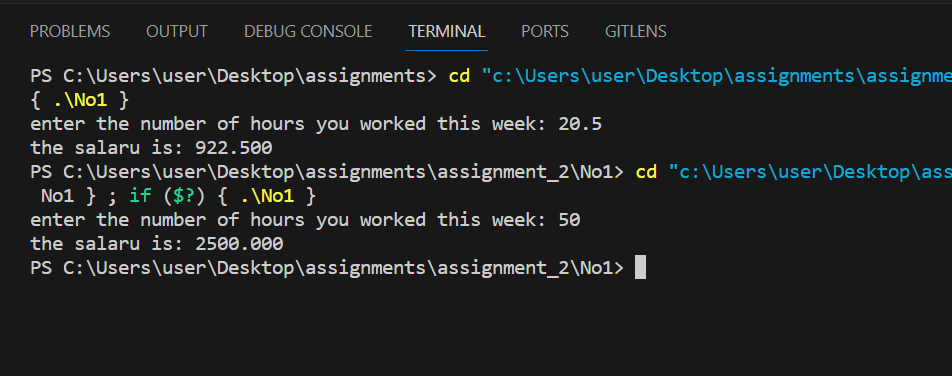 PROBLEMS OUTPUT DEBUG CONSOLE TERMINAL PORTS GITLENS
PS C:\Users\user\Desktop\assignments> cd "c:\Users\user\Desktop\assignments\assignme
{ .\No1 }
enter the number of hours you worked this week: 20.5
the salaru is: 922.500
PS C:\Users\user\Desktop\assignments\assignment_2\No1> cd "c:\Users\user\Desktop\ass
No1 } ; if ($?) { .\No1 }
enter the number of hours you worked this week: 50
the salaru is: 2500.000
PS C:\Users\user\Desktop\assignments\assignment_2\No1>